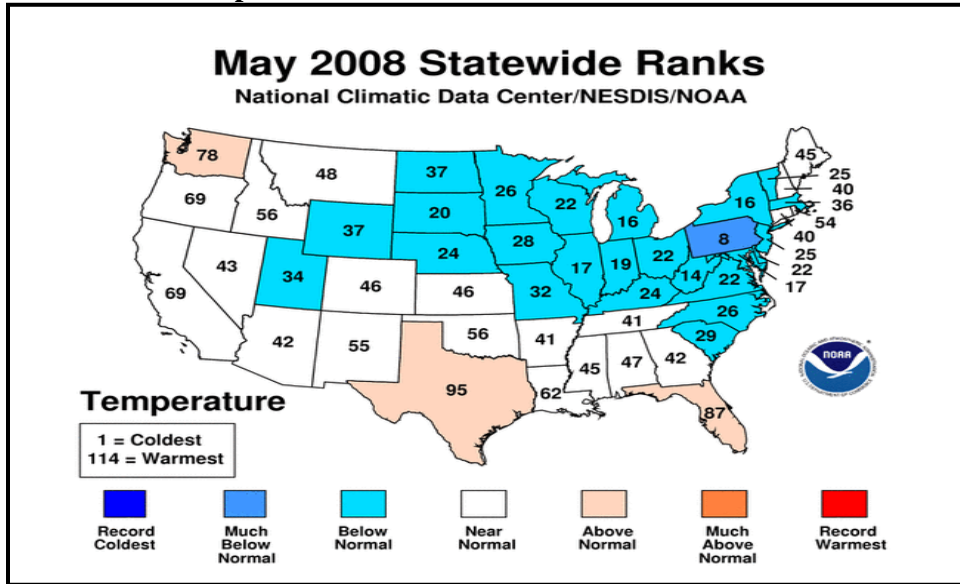 May 2008 Statewide Ranks
National Climatic Data Center/NESDIS/NOAA
78
48
37
26
45
25
69
56
20
22
16
16
40
36
37
28
8
54
43
34
24
17
19
22
40
25
69
46
46
32
24
14
22
22
17
42
55
56
41
41
26
29
95
62
45
47
42
87
NOAA
Temperature
1 = Coldest
114 = Warmest
Record
Coldest
Much
Below
Normal
Below
Normal
Near
Normal
Above
Normal
Much
Above
Normal
Record
Warmest